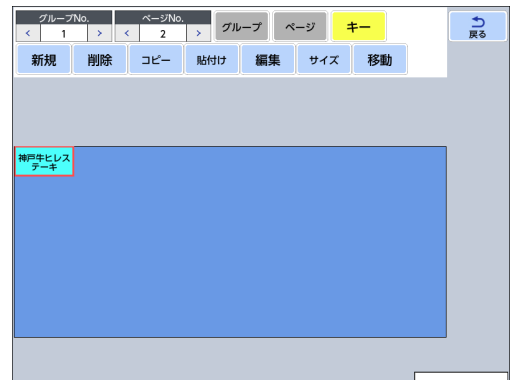 グループNo.
ページNo.
< 1 >
< 2 >
グループ
ページ
キー
戻る
新規
削除
コピー
貼付け
編集
サイズ
移動
神戸牛ヒレス
テーキ